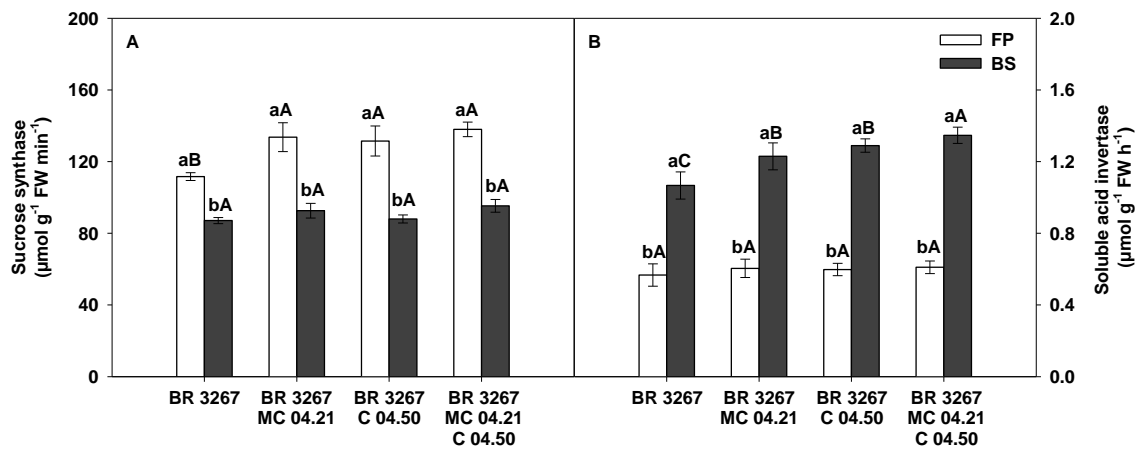 Sucrose synthase
(µmol g-1 FW min-1)
200
160
120
80
40
0
A
aB
bA
aA
bA
aA
bA
aA
bA
BR 3267
BR 3267
MC 04.21
BR 3267
C 04.50
BR 3267
MC 04.21
C 04.50
B
FP
BS
bA
aC
bA
aB
bA
aB
bA
aA
BR 3267
BR 3267
MC 04.21
BR 3267
C 04.50
BR 3267
MC 04.21
C 04.50
2.0
1.6
1.2
0.8
0.4
0.0
Soluble acid invertase
(µmol g-1 FW h-1)